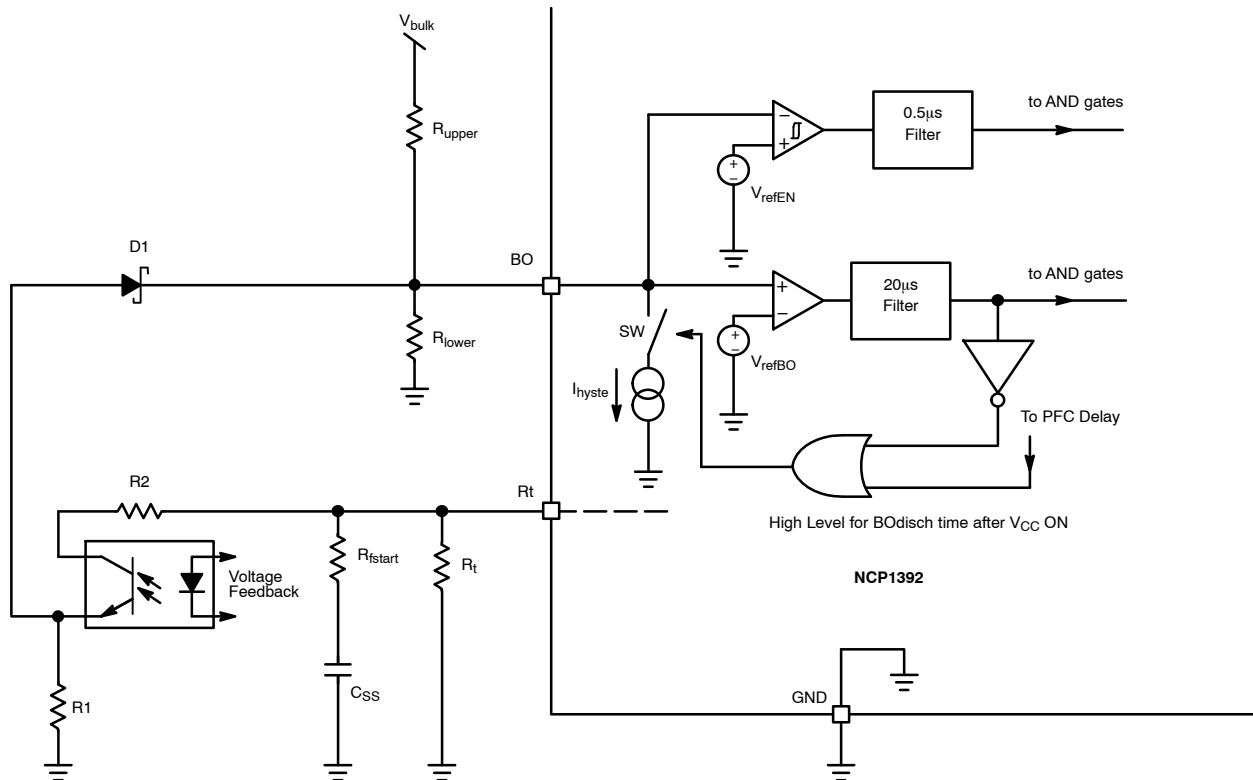 Vbulk
Rupper
0.5μs
Filter
to AND gates
VrefEN
D1
BO
Rlower
SW
Ihyste
20μs
Filter
to AND gates
VrefBO
To PFC Delay
R2
Rt
High Level for BOdisch time after VCC ON
Rfstart
Rt
Voltage
Feedback
NCP1392
R1
CSS
GND